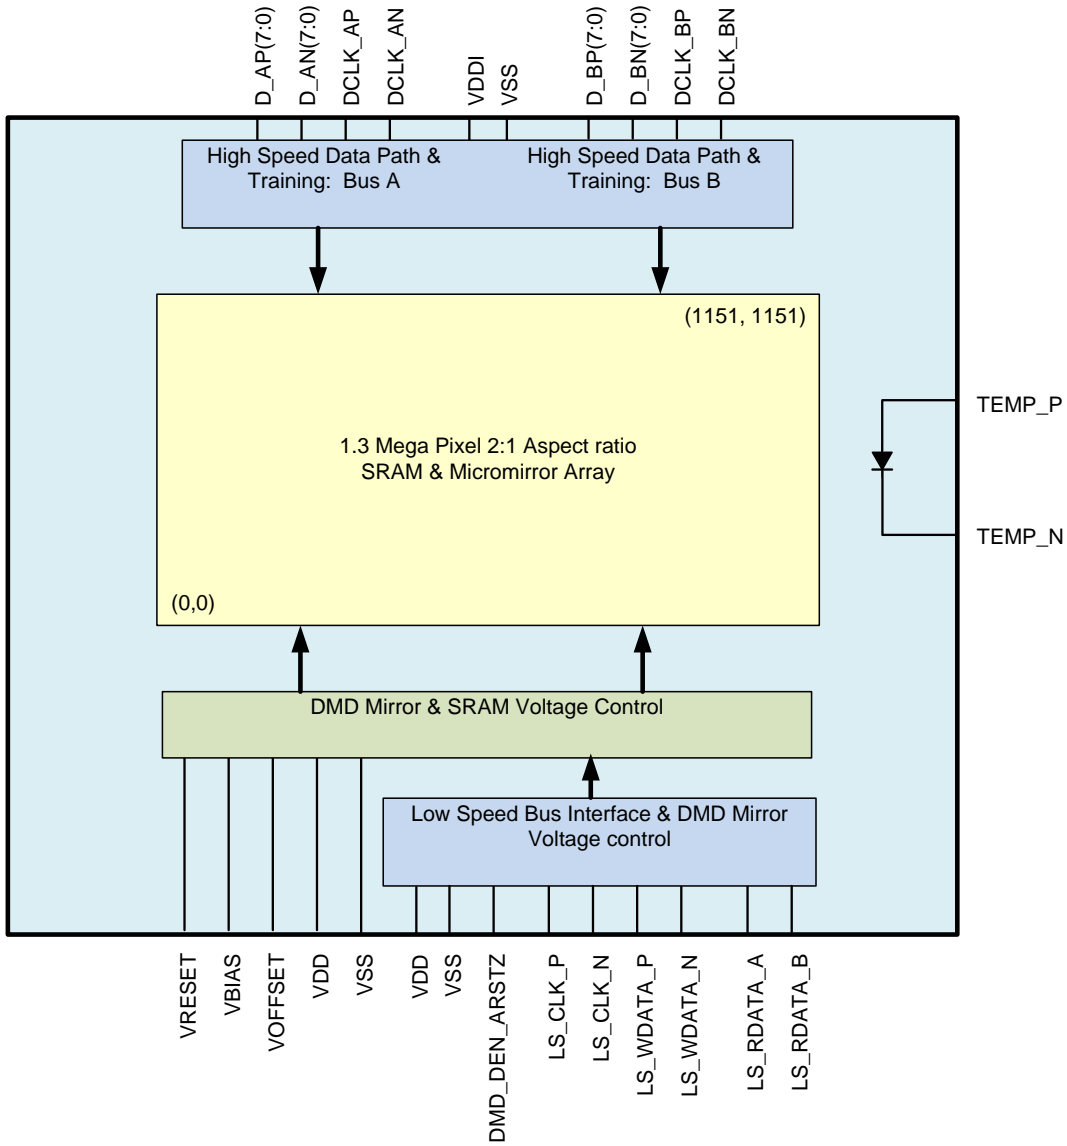 D_AP(7:0)
D_AN(7:0)
DCLK_AP
DCLK_AN
VDDI
VSS
D_BP(7:0)
D_BN(7:0)
DCLK_BP
DCLK_BN
High Speed Data Path &
Training: Bus A
High Speed Data Path &
Training: Bus B
(1151, 1151)
TEMP_P
1.3 Mega Pixel 2:1 Aspect ratio
SRAM & Micromirror Array
TEMP_N
(0,0)
DMD Mirror & SRAM Voltage Control
Low Speed Bus Interface & DMD Mirror
Voltage control
VRESET
VBIAS
VOFFSET
VDD
VSS
VDD
VSS
DMD_DEN_ARSTZ
LS_CLK_P
LS_CLK_N
LS_WDATA_P
LS_WDATA_N
LS_RDATA_A
LS_RDATA_B